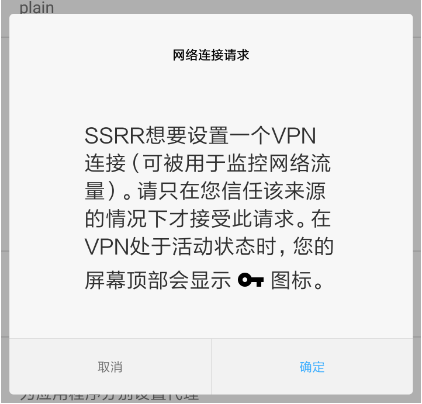 plain
网络连接请求
SSRR想要设置一个VPN
连接（可被用于监控网络流
量）。请只在您信任该来源
的情况下才接受此请求。在
VPN处于活动状态时，您的
屏幕顶部会显示 图标。
取消
确定
为应用程序分别设置代理